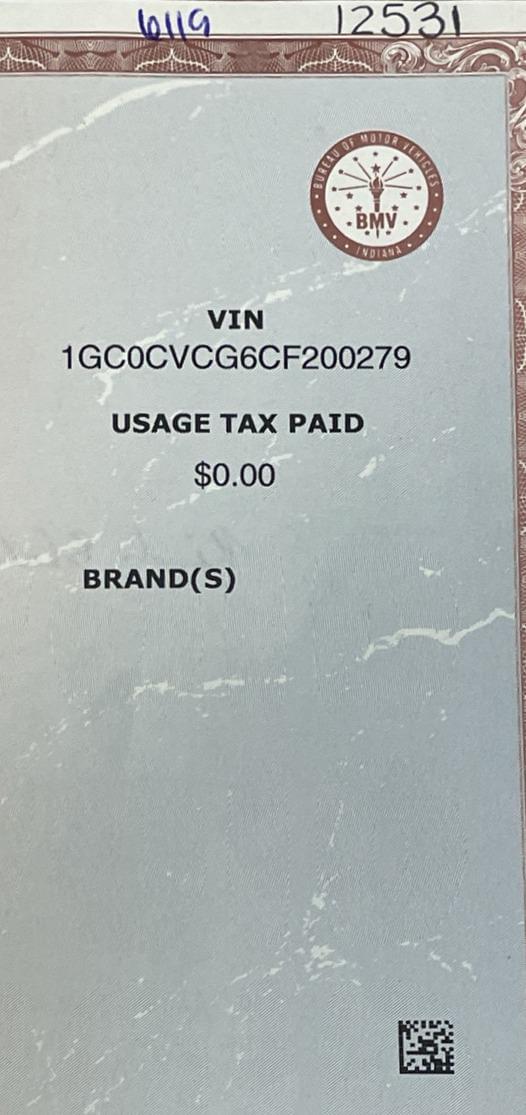 6119 12531
BUREAU OF MOTOR VEHICLES
BMV
INDIANA
VIN
1GC0CVCG6CF200279
USAGE TAX PAID
$0.00
BRAND(S)